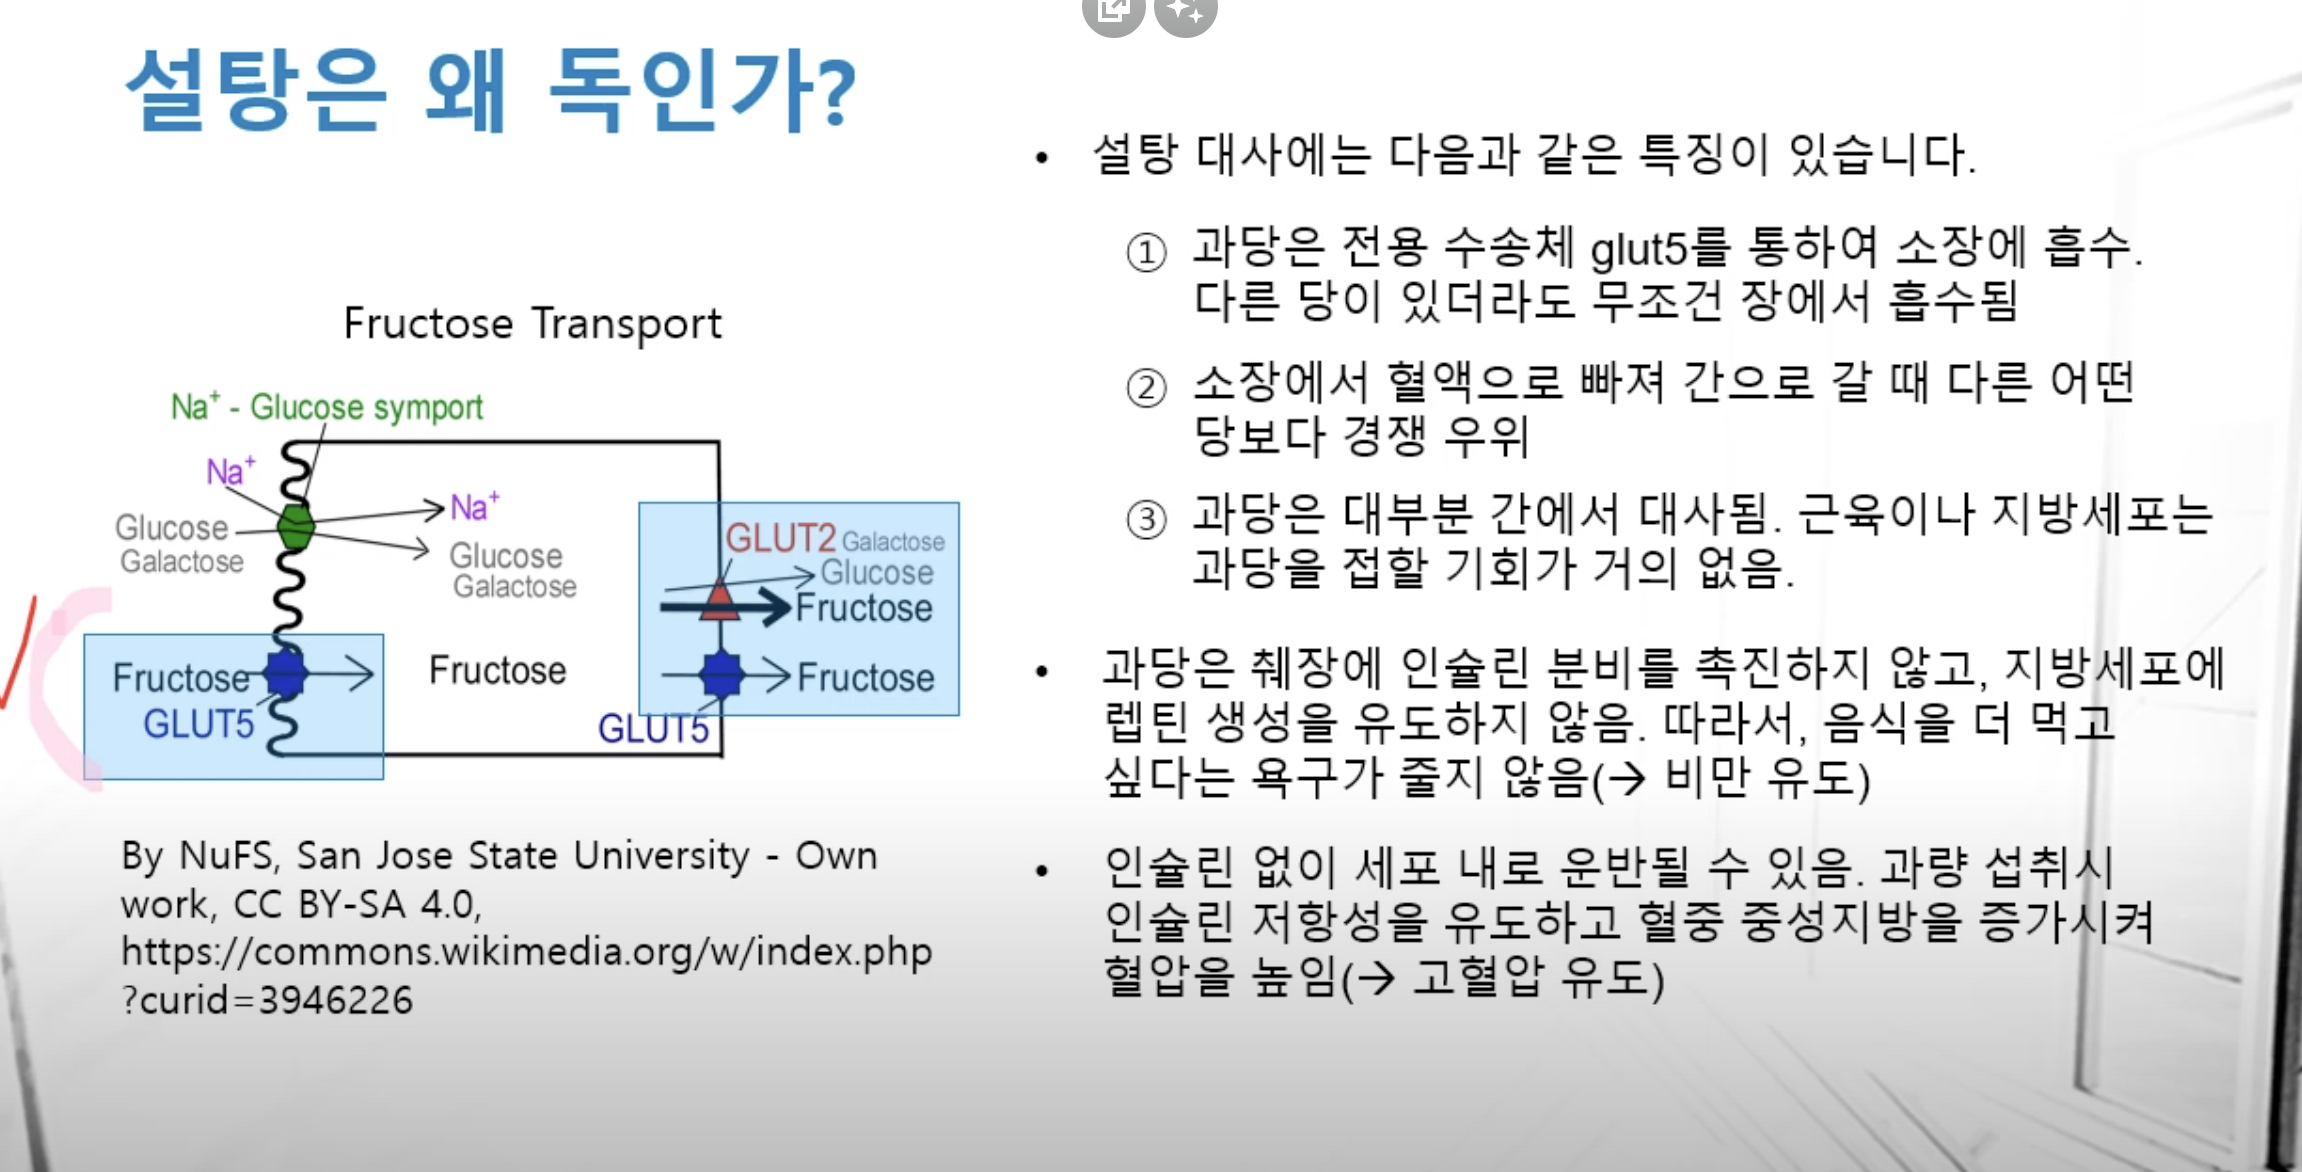 설탕은 왜 독인가?
Fructose Transport
Na⁺ - Glucose symport
Na⁺
Na⁺
Glucose
Galactose
Glucose
Galactose
GLUT2 Galactose
Glucose
Fructose
Fructose
GLUT5
Fructose
Fructose
GLUT5
By NuFS, San Jose State University - Own
work, CC BY-SA 4.0,
https://commons.wikimedia.org/w/index.php
?curid=3946226
• 설탕 대사에는 다음과 같은 특징이 있습니다.
① 과당은 전용 수송체 glut5를 통하여 소장에 흡수.
다른 당이 있더라도 무조건 장에서 흡수됨
② 소장에서 혈액으로 빠져 간으로 갈 때 다른 어떤
당보다 경쟁 우위
③ 과당은 대부분 간에서 대사됨. 근육이나 지방세포는
과당을 접할 기회가 거의 없음.
• 과당은 췌장에 인슐린 분비를 촉진하지 않고, 지방세포에
렙틴 생성을 유도하지 않음. 따라서, 음식을 더 먹고
싶다는 욕구가 줄지 않음(→ 비만 유도)
• 인슐린 없이 세포 내로 운반될 수 있음. 과량 섭취시
인슐린 저항성을 유도하고 혈중 중성지방을 증가시켜
혈압을 높임(→ 고혈압 유도)